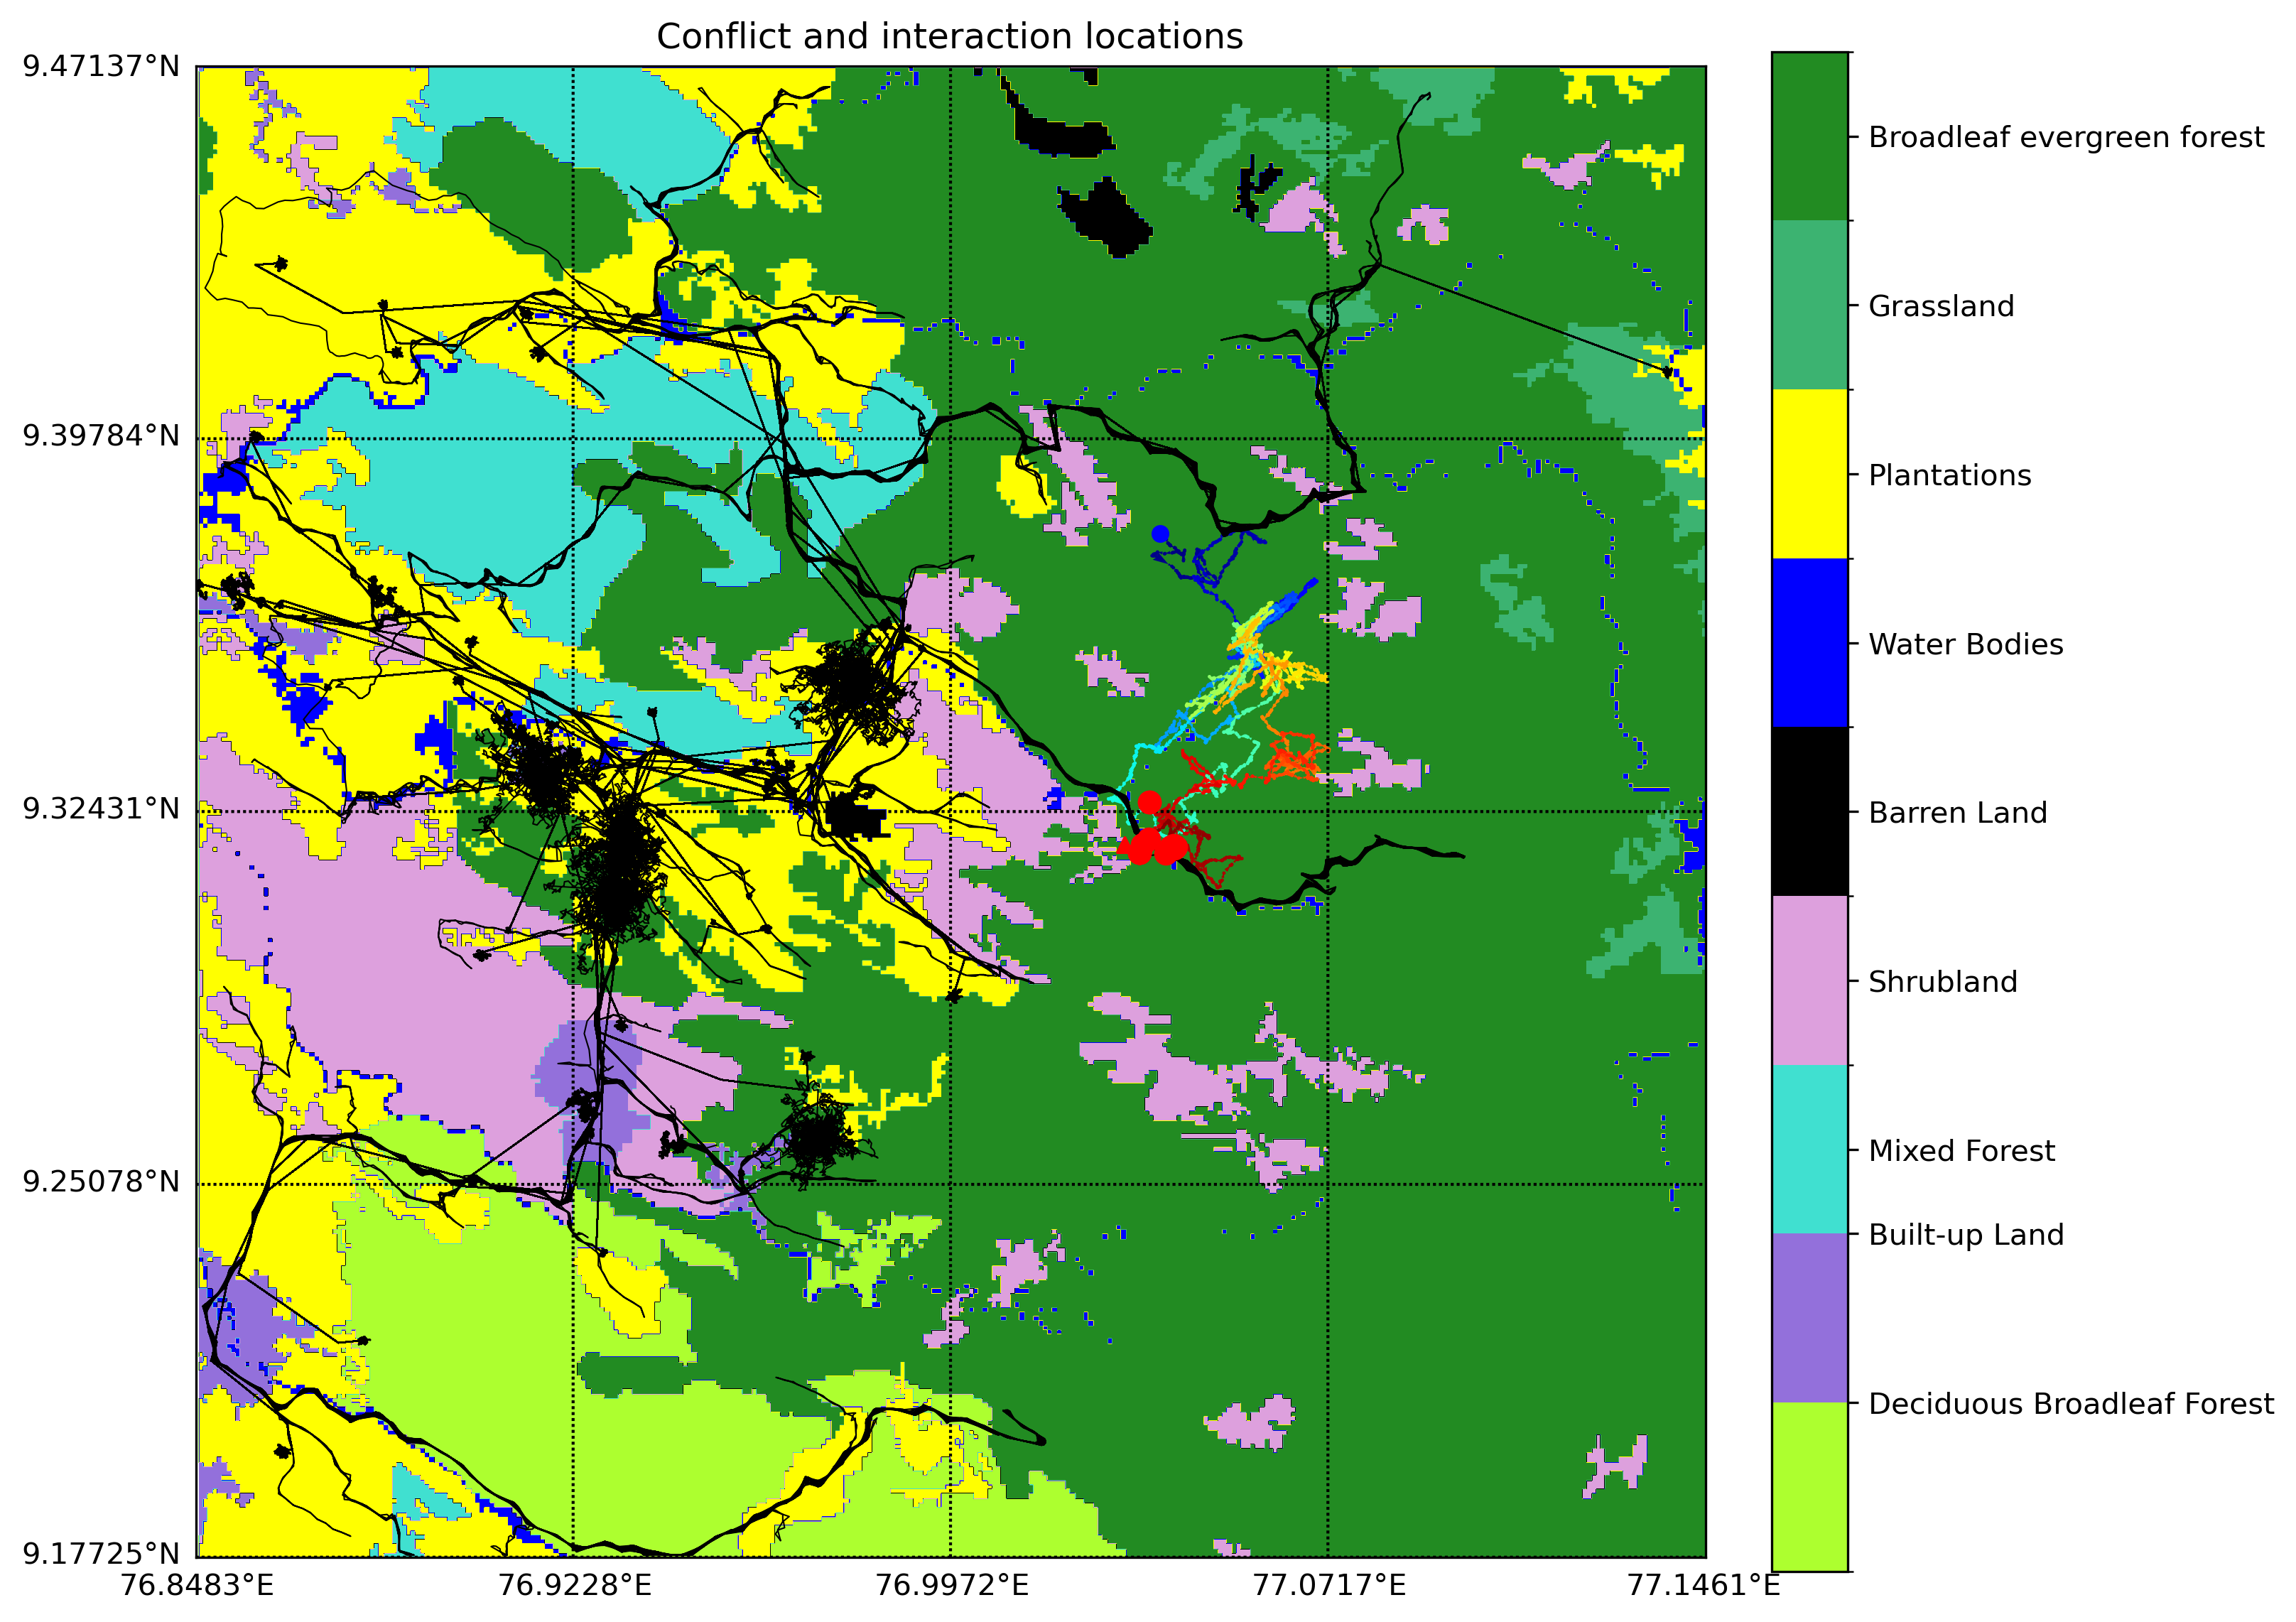 Conflict and interaction locations
9.47137°N
9.39784°N
9.32431°N
9.25078°N
9.17725°N
76.8483°E
76.9228°E
76.9972°E
77.0717°E
77.1461°E
Broadleaf evergreen forest
Grassland
Plantations
Water Bodies
Barren Land
Shrubland
Mixed Forest
Built-up Land
Deciduous Broadleaf Forest